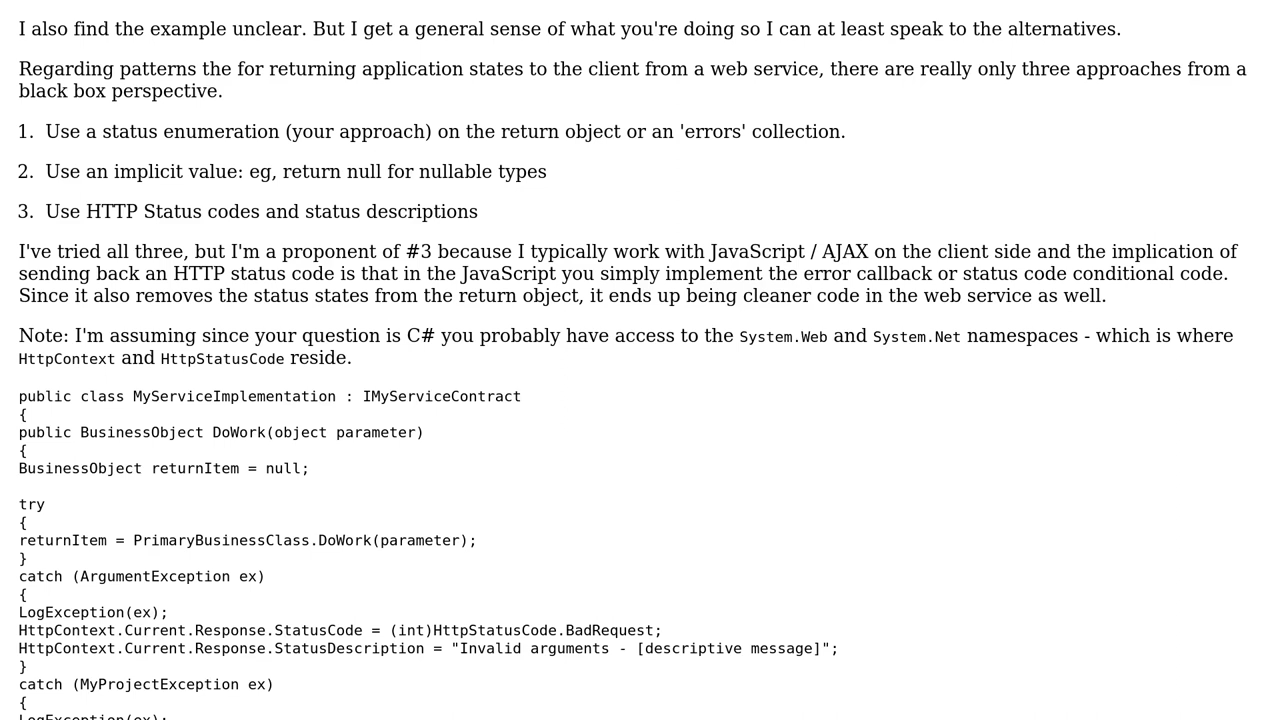 I also find the example unclear. But I get a general sense of what you're doing so I can at least speak to the alternatives.
Regarding patterns the for returning application states to the client from a web service, there are really only three approaches from a
black box perspective.
1. Use a status enumeration (your approach) on the return object or an 'errors' collection.
2. Use an implicit value: eg, return null for nullable types
3. Use HTTP Status codes and status descriptions
I've tried all three, but I'm a proponent of #3 because I typically work with JavaScript / AJAX on the client side and the implication of
sending back an HTTP status code is that in the JavaScript you simply implement the error callback or status code conditional code.
Since it also removes the status states from the return object, it ends up being cleaner code in the web service as well.
Note: I'm assuming since your question is C# you probably have access to the System.Web and System.Net namespaces - which is where
HttpContext and HttpStatusCode reside.
public class MyServiceImplementation : IMyServiceContract
{
public BusinessObject DoWork(object parameter)
{
BusinessObject returnItem = null;
try
{
returnItem = PrimaryBusinessClass.DoWork(parameter);
}
catch (ArgumentException ex)
{
LogException(ex);
HttpContext.Current.Response.StatusCode = (int)HttpStatusCode.BadRequest;
HttpContext.Current.Response.StatusDescription = "Invalid arguments - [descriptive message]";
}
catch (MyProjectException ex)
{
LogException(ex);